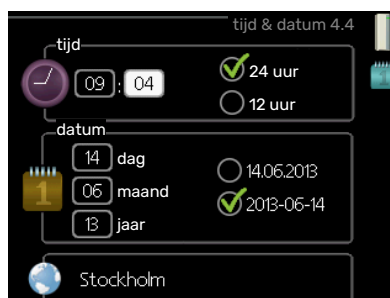 tijd & datum 4.4
tijd
09 : 04
24 uur
12 uur
datum
14 dag
06 maand
13 jaar
14.06.2013
2013-06-14
1
Stockholm